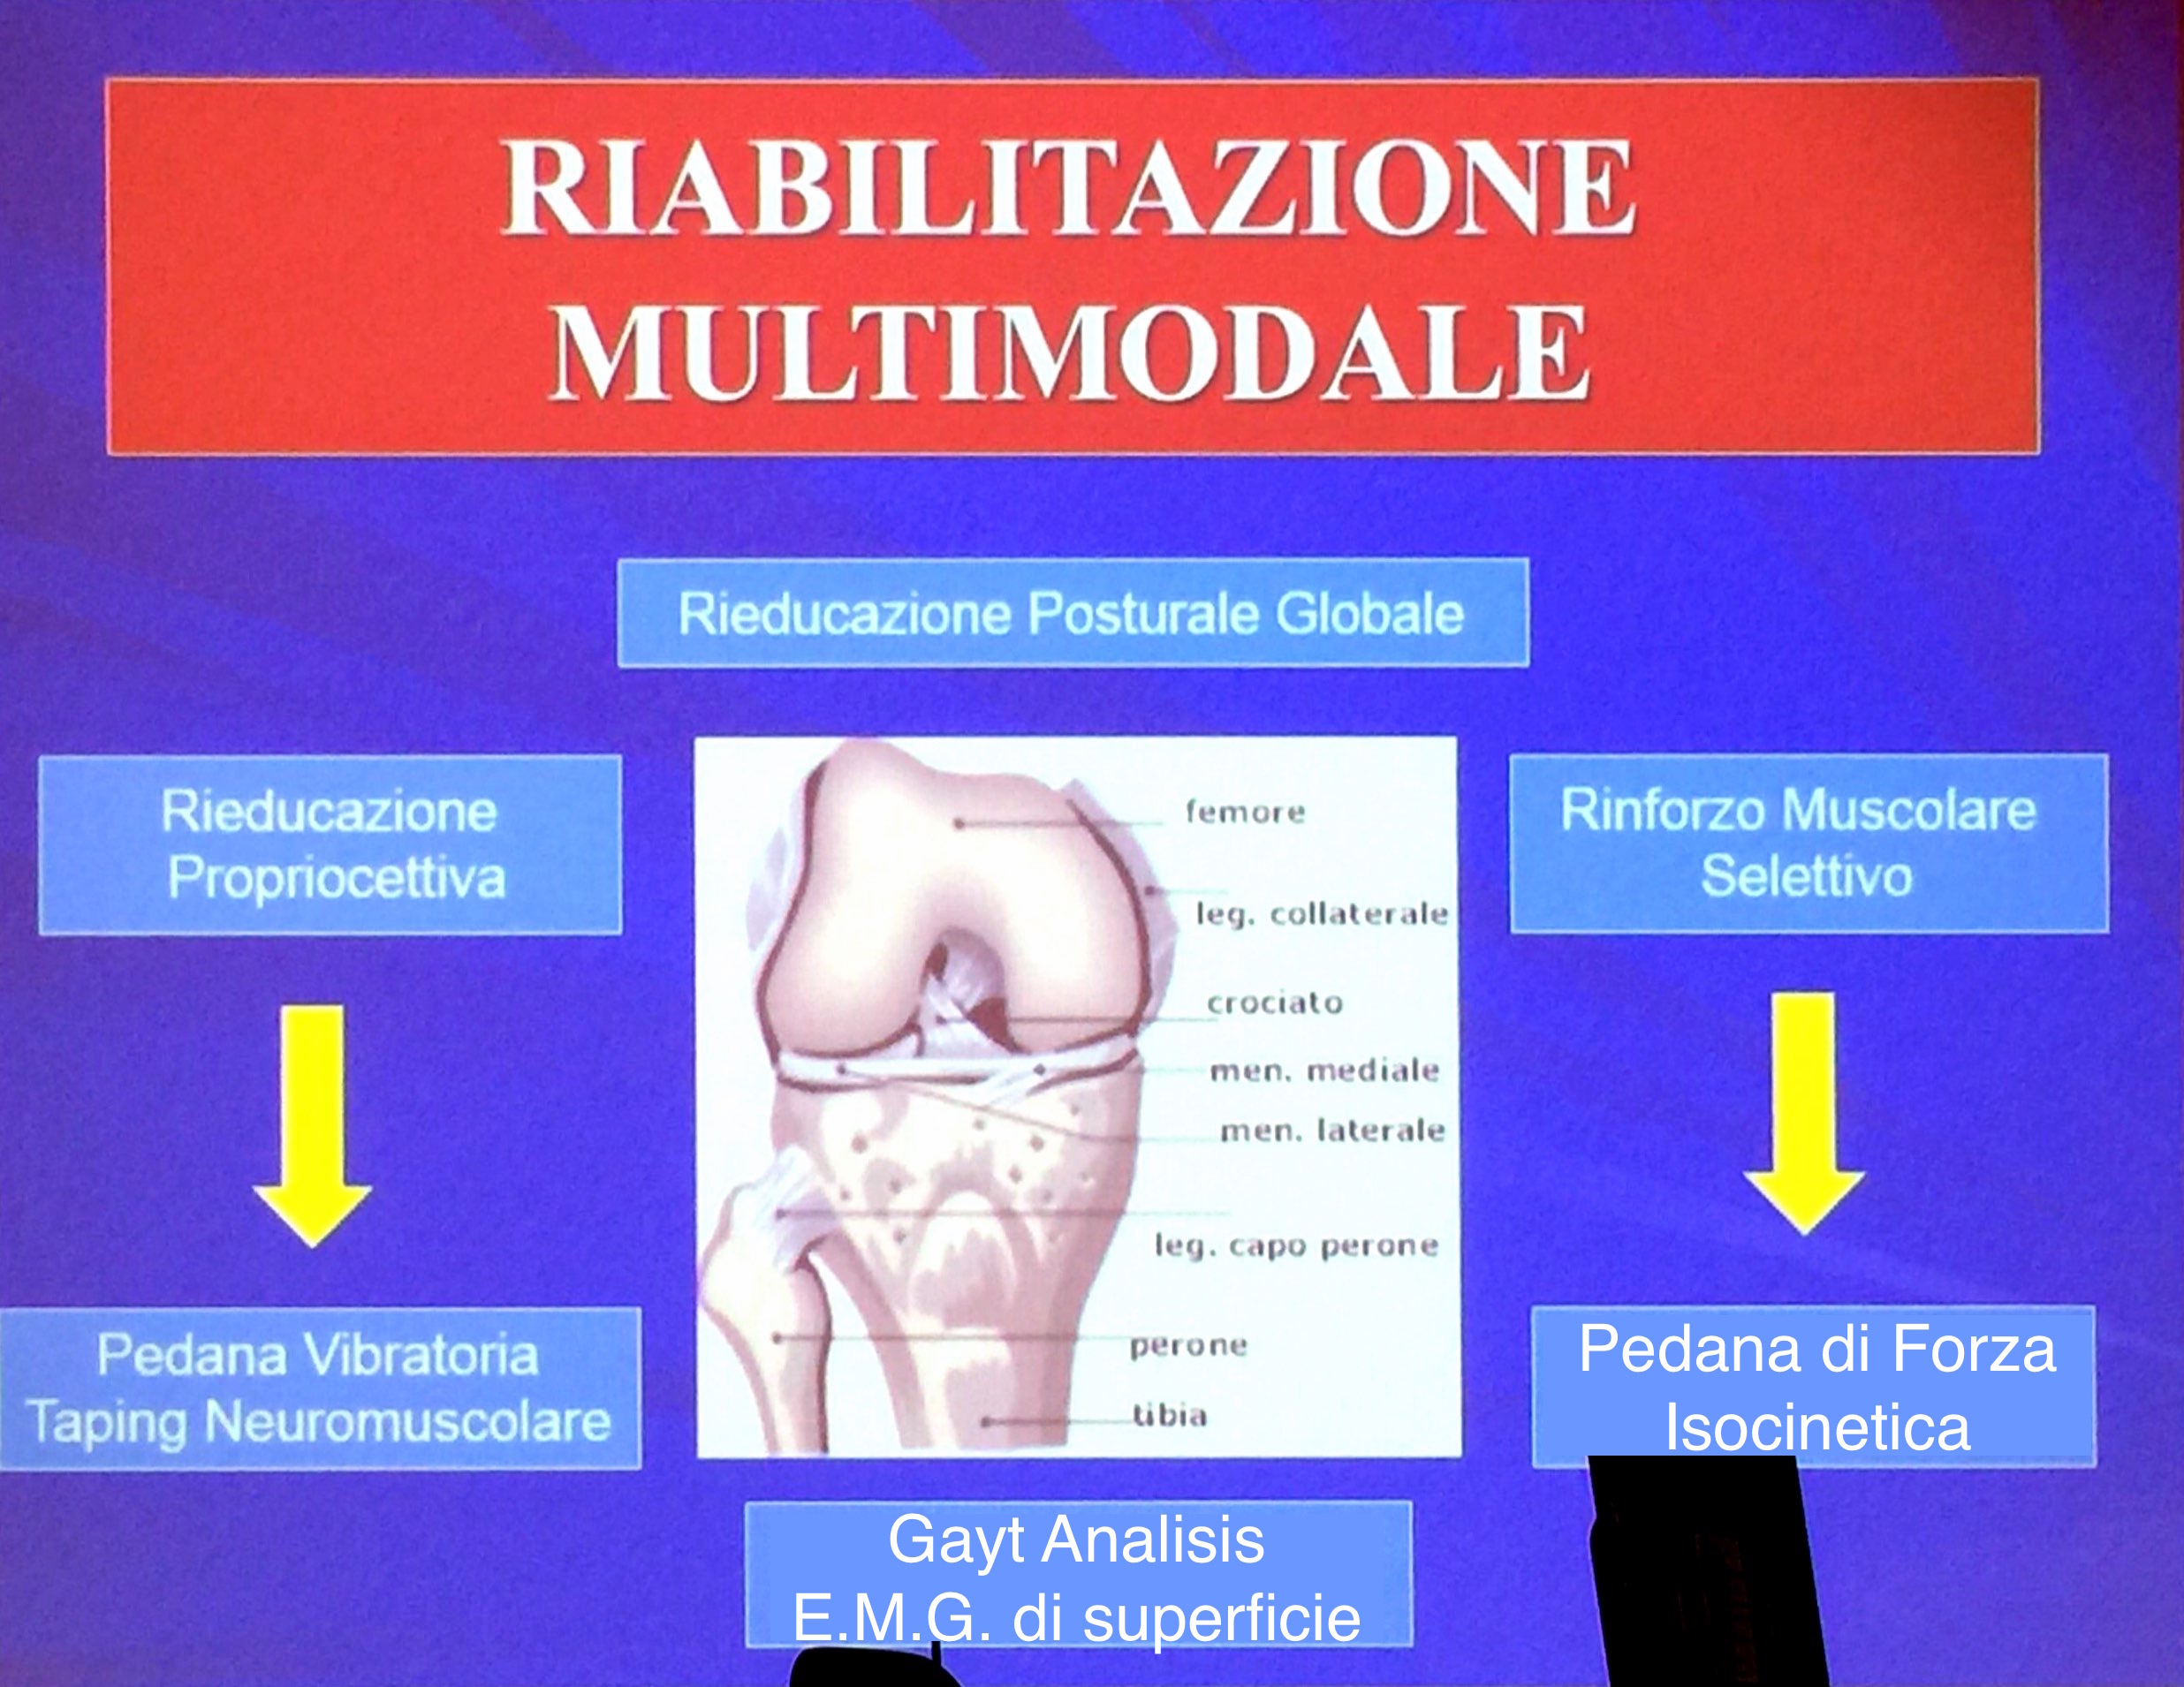 RIABILITAZIONE
MULTIMODALE
Rieducazione Posturale Globale
Rieducazione
Propriocettiva
Rinforzo Muscolare
Selettivo
femore
leg. collaterale
crociato
men. mediale
men. laterale
leg. capo perone
perone
tibia
Pedana Vibratoria
Taping Neuromuscolare
Pedana di Forza
Isocinetica
Gayt Analisis
E.M.G. di superficie